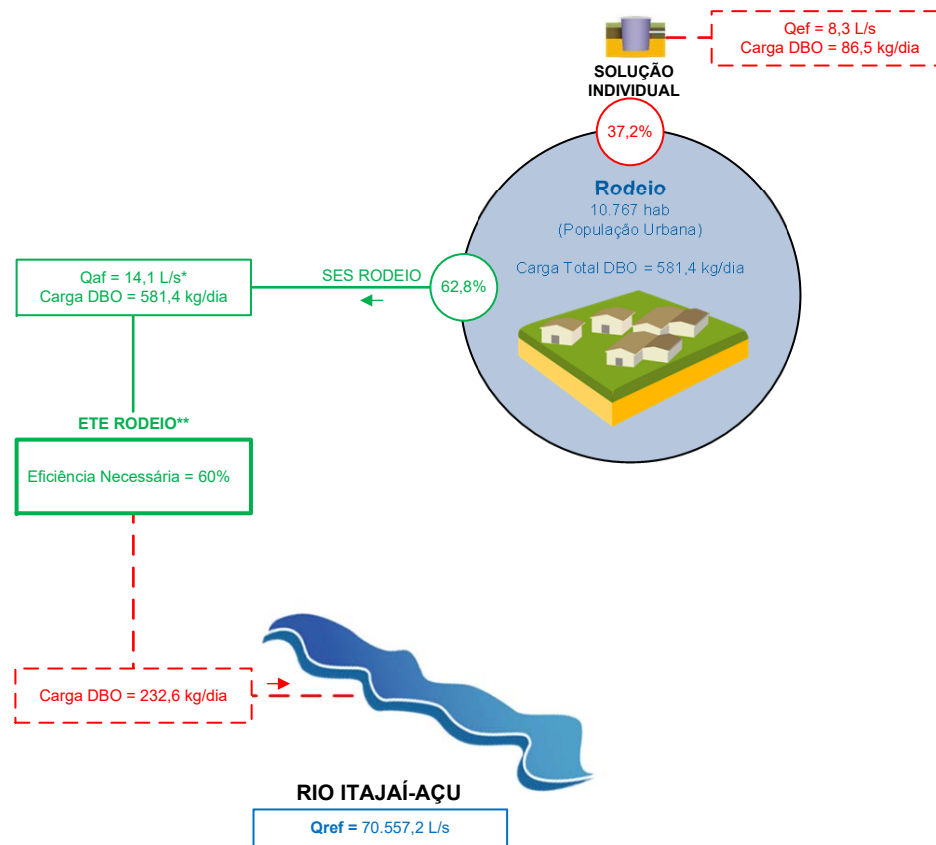 Qef = 8,3 L/s
Carga DBO = 86,5 kg/dia
SOLUÇÃO
INDIVIDUAL
37,2%
Rodeio
10.767 hab
(População Urbana)
Carga Total DBO = 581,4 kg/dia
62,8%
SES RODEIO
Qaf = 14,1 L/s*
Carga DBO = 581,4 kg/dia
ETE RODEIO**
Eficiência Necessária = 60%
Carga DBO = 232,6 kg/dia
RIO ITAJAÍ-AÇU
Qref = 70.557,2 L/s